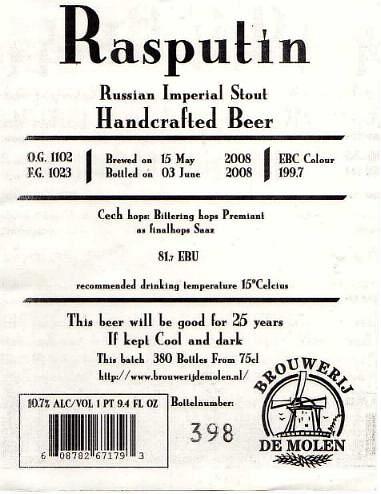 Rasputin
Russian Imperial Stout
Handcrafted Beer
O.G. 1102
F.G. 1023
Brewed on 15 May 2008
Bottled on 03 June 2008
EBC Colour
199.7
Cech hops: Bittering hops Premiant
as finalhops Saaz
81,7 EBU
recommended drinking temperature 15°Celcius
This beer will be good for 25 years
If kept Cool and dark
This batch 380 Bottles From 75cl
http://www.brouwerijdemolen.nl/
10.7% ALC/VOL 1 PT 9.4 FL OZ
6 08782 67179 3
Bottelnumber:
398
BROUWERIJ
DE MOLEN